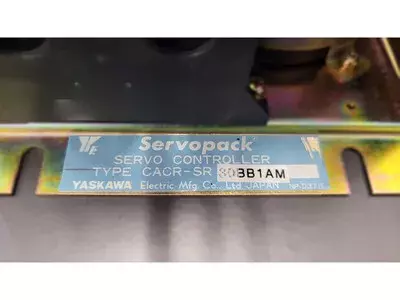 Servopack
SERVO CONTROLLER
TYPE CACR-SR 30BB1AM
YASKAWA Electric Mfg. Co., Ltd. JAPAN